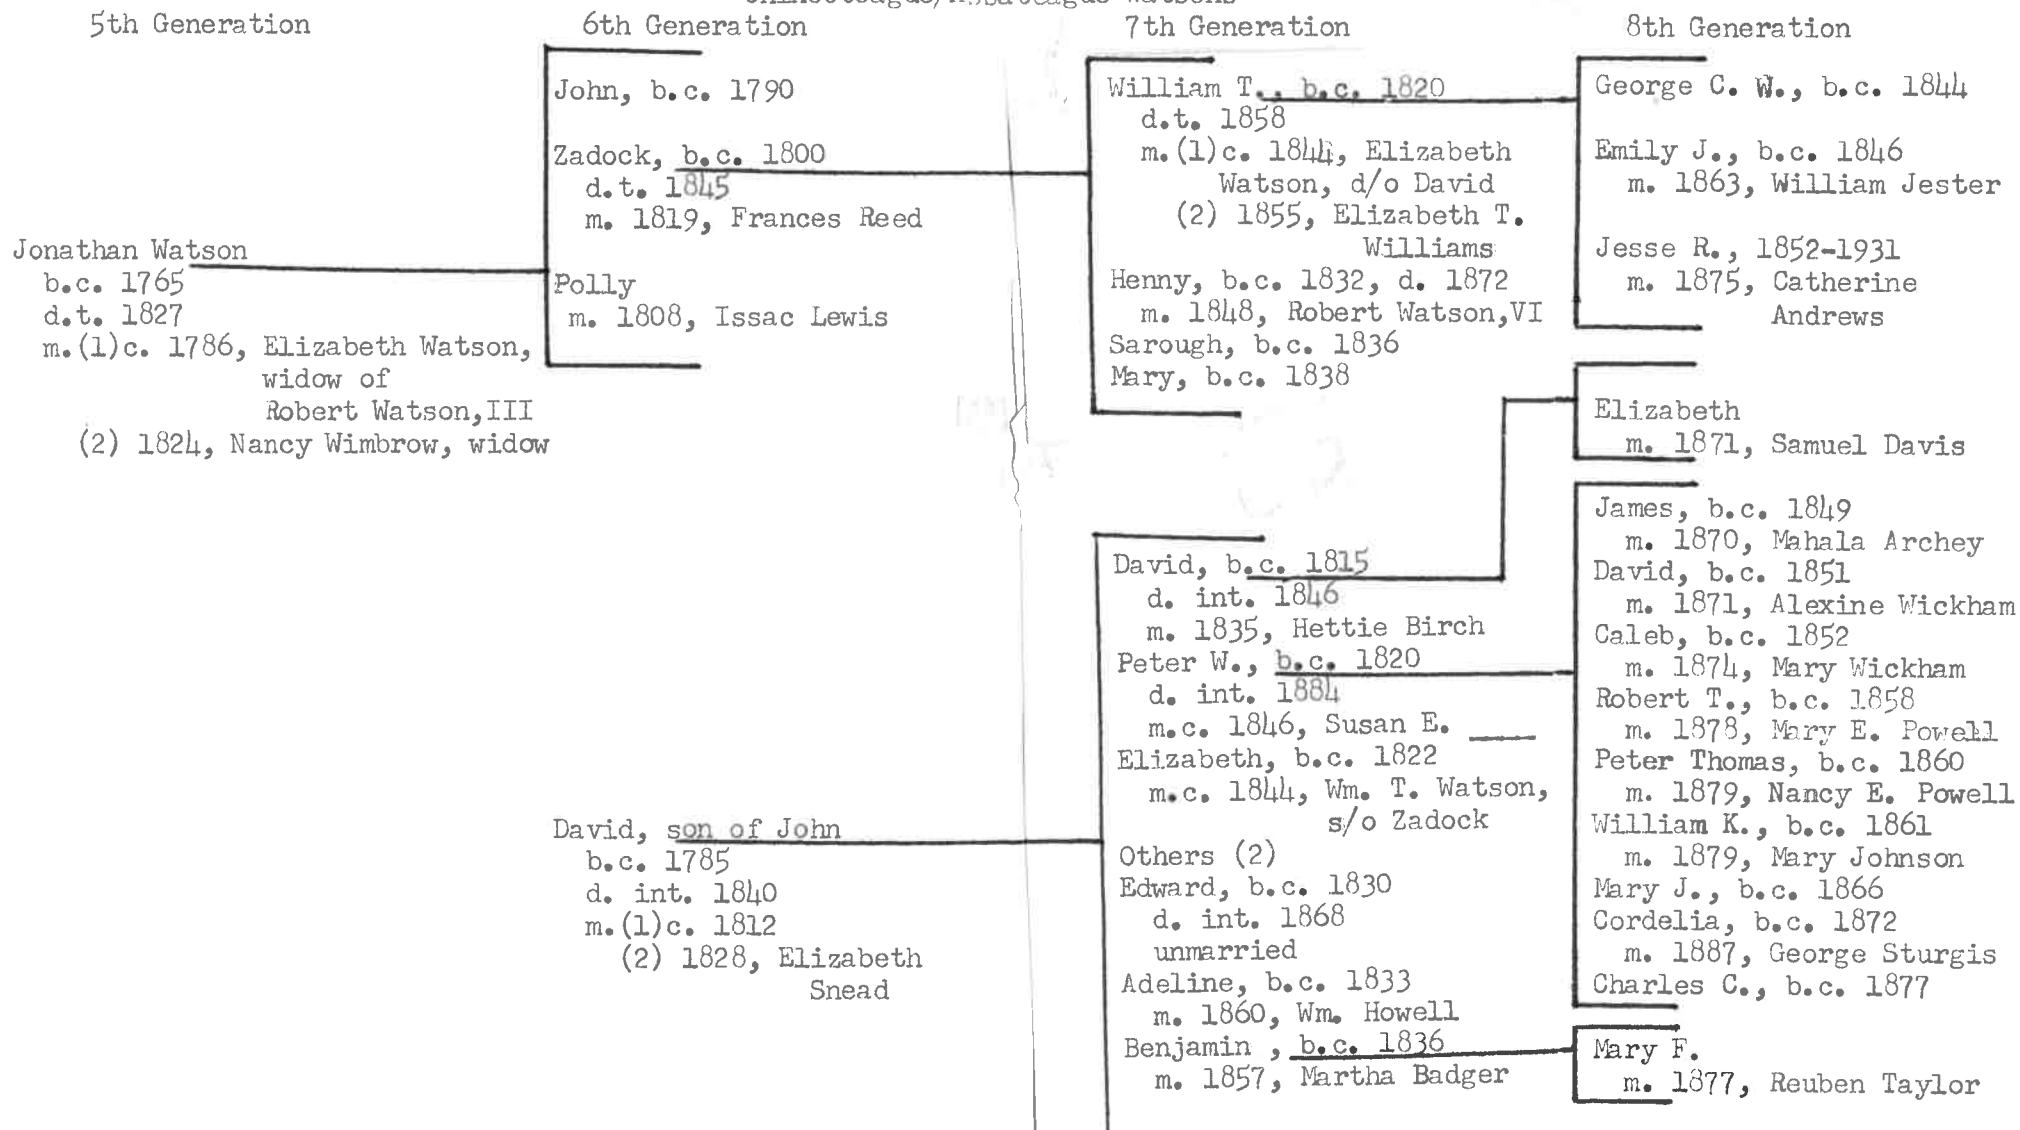 5th Generation
6th Generation
7th Generation
8th Generation
Jonathan Watson
b.c. 1765
d.t. 1827
m.(1)c. 1786, Elizabeth Watson,
widow of
Robert Watson,III
(2) 1824, Nancy Wimbrow, widow
John, b.c. 1790
Zadock, b.c. 1800
d.t. 1845
m. 1819, Frances Reed
Polly
m. 1808, Issac Lewis
David, son of John
b.c. 1785
d. int. 1840
m.(1)c. 1812
(2) 1828, Elizabeth
Snead
William T., b.c. 1820
d.t. 1858
m.(1)c. 1844, Elizabeth
Watson, d/o David
(2) 1855, Elizabeth T.
Williams
Henny, b.c. 1832, d. 1872
m. 1848, Robert Watson,VI
Sarough, b.c. 1836
Mary, b.c. 1838
David, b.c. 1815
d. int. 1846
m. 1835, Hettie Birch
Peter W., b.c. 1820
d. int. 1884
m.c. 1846, Susan E. ____
Elizabeth, b.c. 1822
m.c. 1844, Wm. T. Watson,
s/o Zadock
Others (2)
Edward, b.c. 1830
d. int. 1868
unmarried
Adeline, b.c. 1833
m. 1860, Wm. Howell
Benjamin , b.c. 1836
m. 1857, Martha Badger
George C. W., b.c. 1844
Emily J., b.c. 1846
m. 1863, William Jester
Jesse R., 1852-1931
m. 1875, Catherine
Andrews
Elizabeth
m. 1871, Samuel Davis
James, b.c. 1849
m. 1870, Mahala Archey
David, b.c. 1851
m. 1871, Alexine Wickham
Caleb, b.c. 1852
m. 1874, Mary Wickham
Robert T., b.c. 1858
m. 1878, Mary E. Powell
Peter Thomas, b.c. 1860
m. 1879, Nancy E. Powell
William K., b.c. 1861
m. 1879, Mary Johnson
Mary J., b.c. 1866
Cordelia, b.c. 1872
m. 1887, George Sturgis
Charles C., b.c. 1877
Mary F.
m. 1877, Reuben Taylor